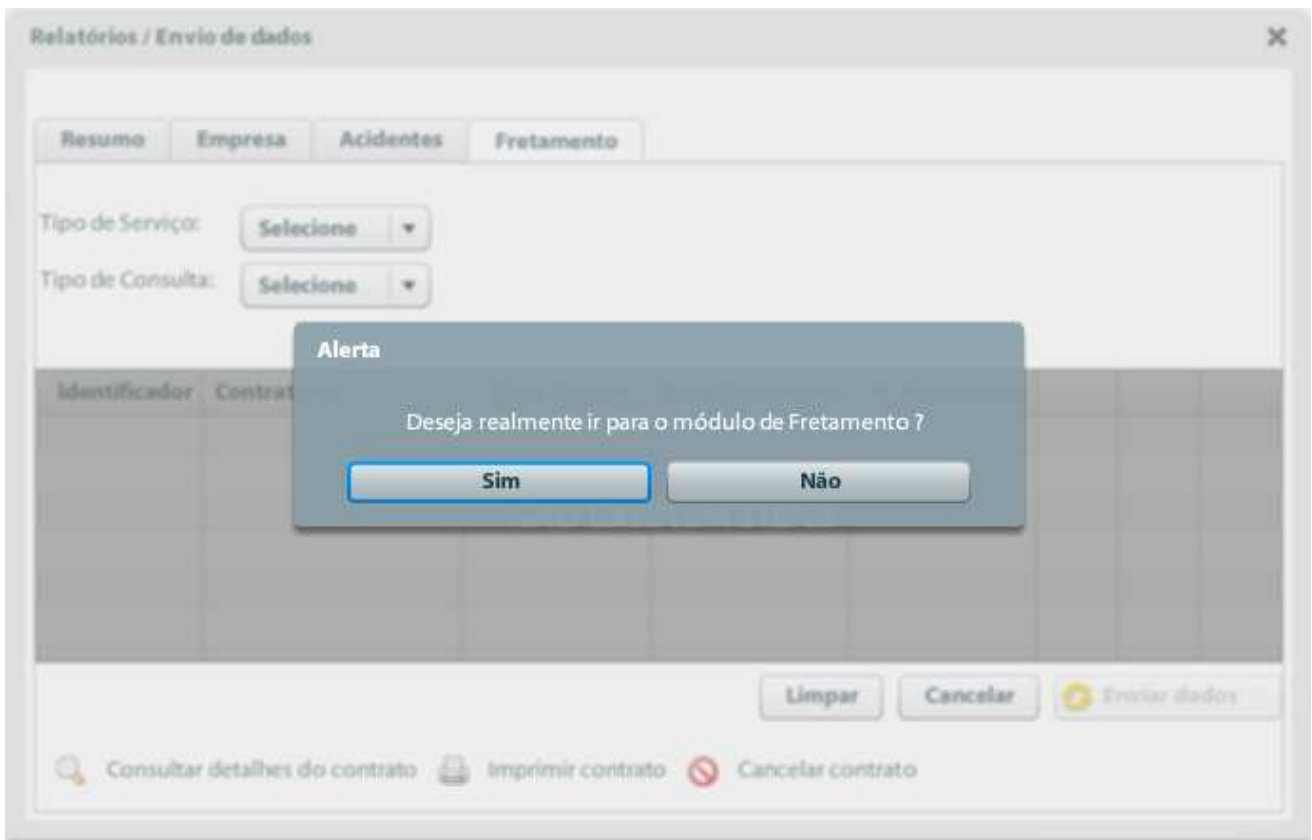 Relatórios / Envio de dados
Resumo Empresa Acidentes Fretamento
Tipo de Serviço: Selecione
Tipo de Consulta: Selecione
Alerta
Identificador
Deseja realmente ir para o módulo de Fretamento ?
Sim Não
Limpar Cancelar Enviar dados
Consultar detalhes do contrato Imprimir contrato Cancelar contrato